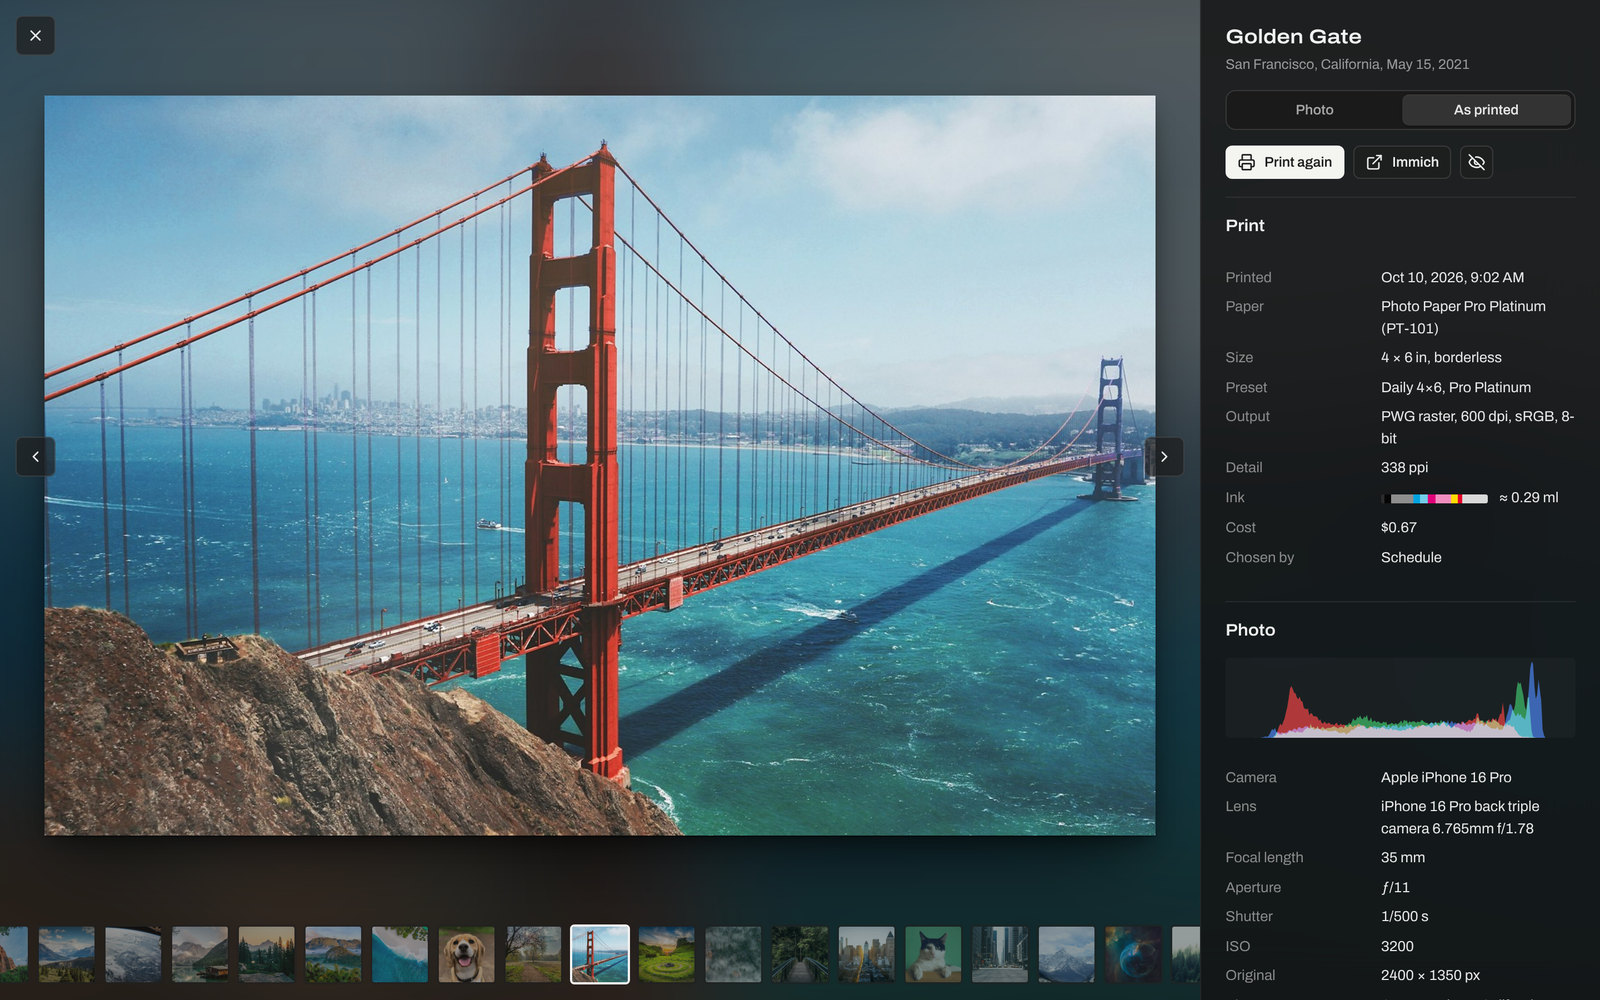 Golden Gate
San Francisco, California, May 15, 2021
Photo
As printed
Print again
Immich
Print
Printed
Oct 10, 2026, 9:02 AM
Paper
Photo Paper Pro Platinum
(PT-101)
Size
4 × 6 in, borderless
Preset
Daily 4×6, Pro Platinum
Output
PWG raster, 600 dpi, sRGB, 8-
bit
Detail
338 ppi
Ink
≈ 0.29 ml
Cost
$0.67
Chosen by
Schedule
Photo
Camera
Apple iPhone 16 Pro
Lens
iPhone 16 Pro back triple
camera 6.765mm f/1.78
Focal length
35 mm
Aperture
ƒ/11
Shutter
1/500 s
ISO
3200
Original
2400 × 1350 px